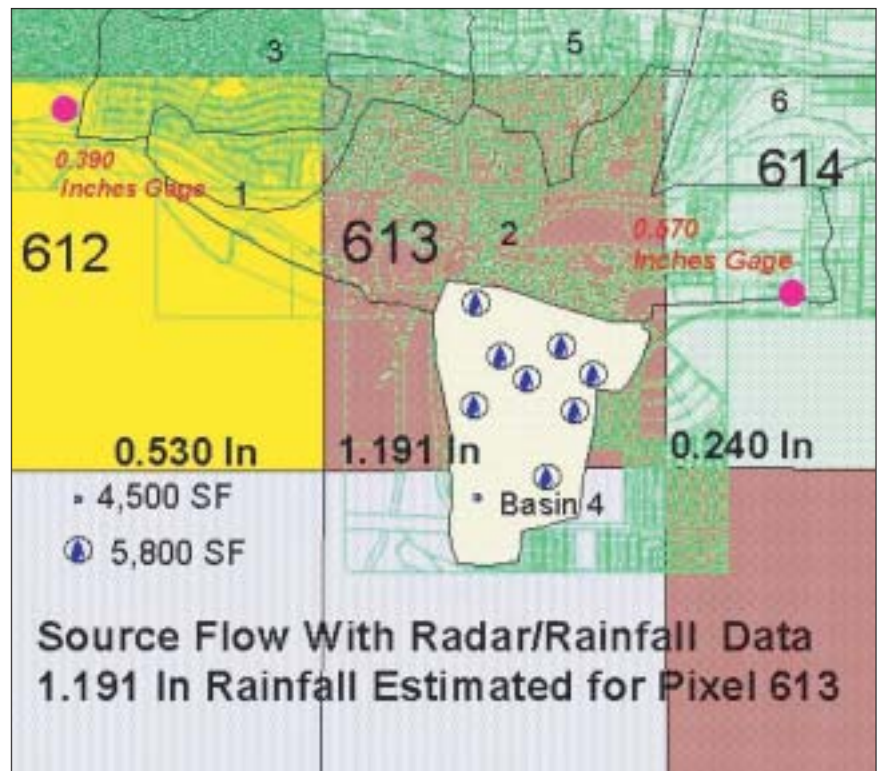 3
5
6
0.390
Inches Gage
1
614
612
613
2
0.570
Inches Gage
0.530 In
1.191 In
0.240 In
4,500 SF
Basin 4
5,800 SF
Source Flow With Radar/Rainfall Data
1.191 In Rainfall Estimated for Pixel 613